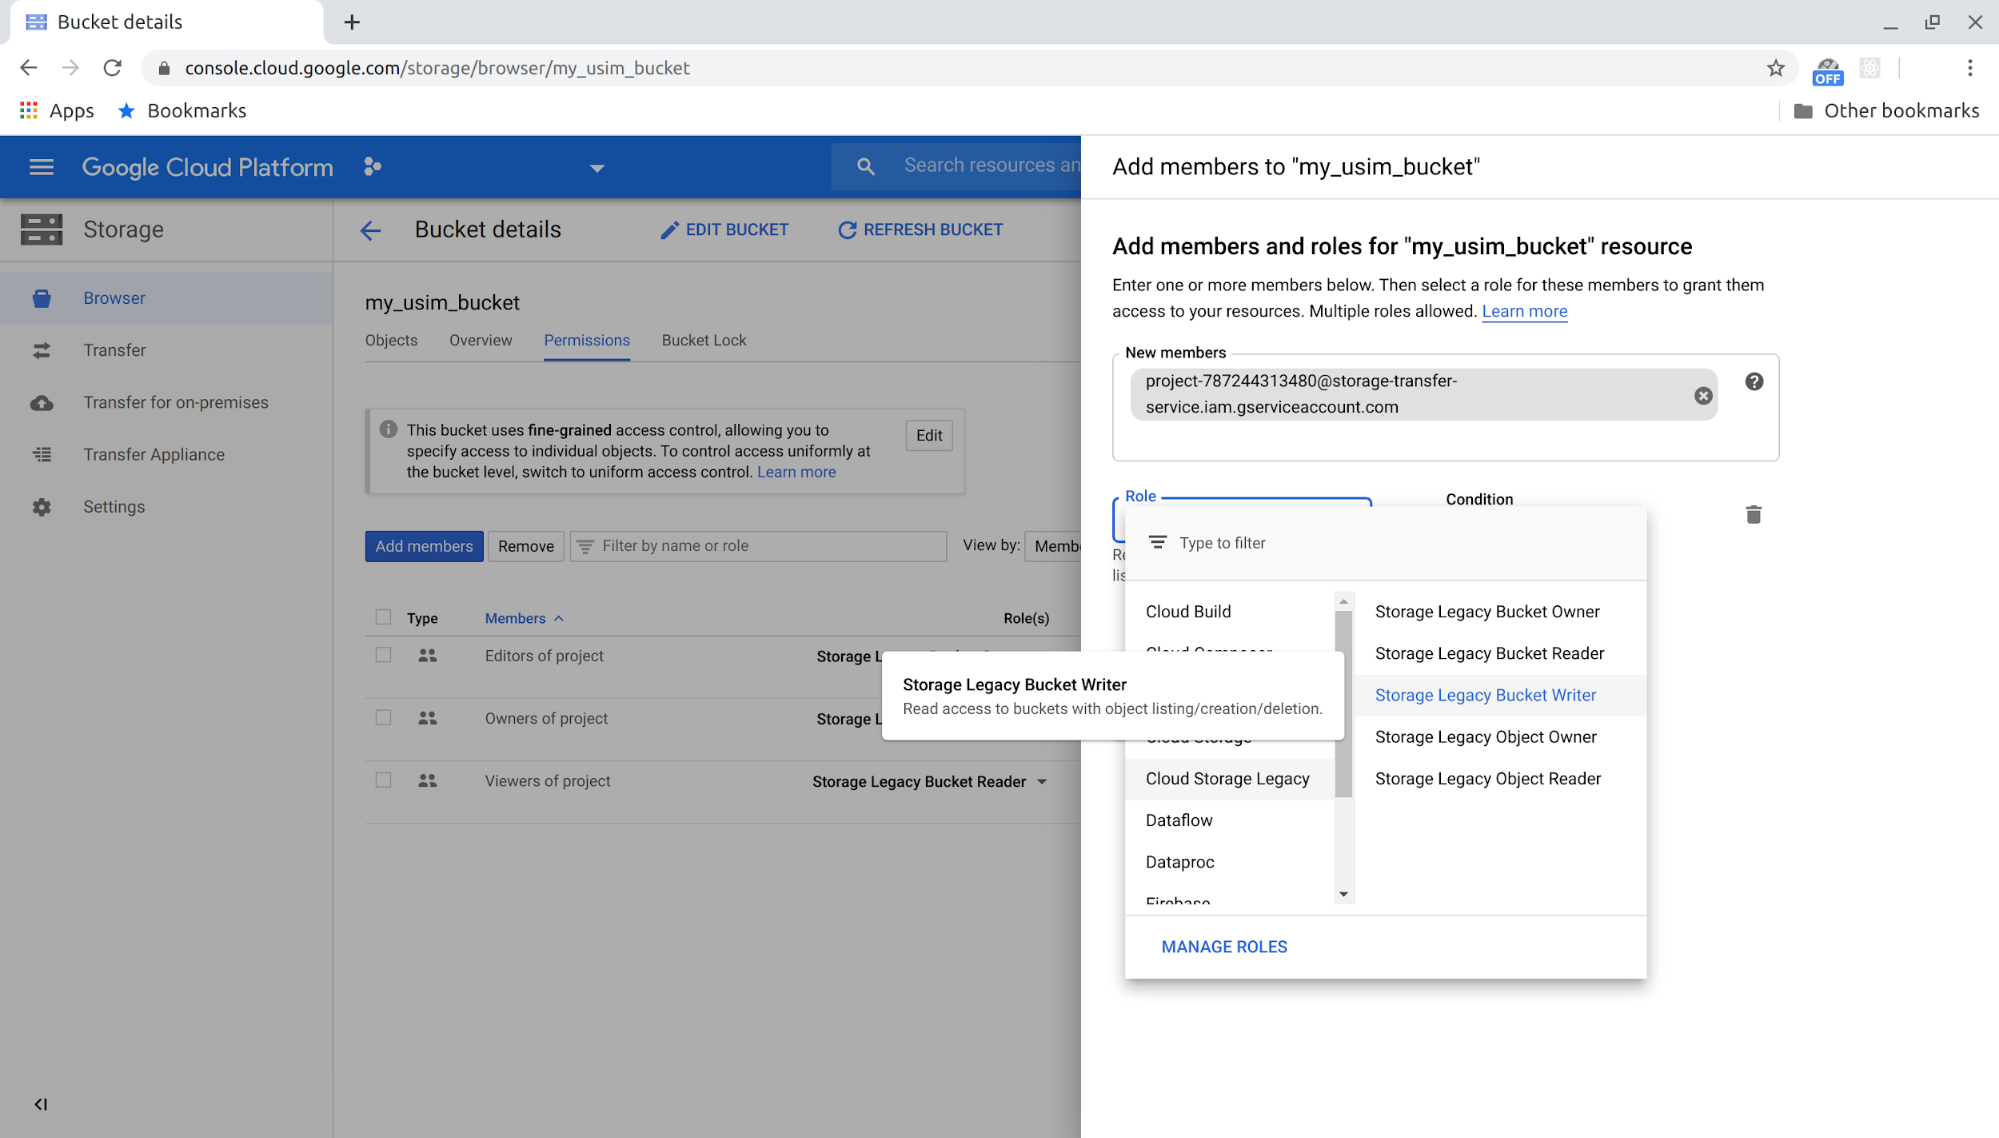 Bucket details
console.cloud.google.com/storage/browser/my_usim_bucket
OFF
Apps
Bookmarks
Other bookmarks
Google Cloud Platform
Search resources an
Storage
Bucket details
EDIT BUCKET
REFRESH BUCKET
Browser
Transfer
Transfer for on-premises
Transfer Appliance
Settings
my_usim_bucket
Objects
Overview
Permissions
Bucket Lock
This bucket uses fine-grained access control, allowing you to
specify access to individual objects. To control access uniformly at
the bucket level, switch to uniform access control. Learn more
Edit
Add members
Remove
Filter by name or role
View by:
Membe
Type
Members
Role(s)
Editors of project
Storage L
Owners of project
Storage L
Viewers of project
Storage Legacy Bucket Reader
Storage Legacy Bucket Writer
Read access to buckets with object listing/creation/deletion.
Add members to "my_usim_bucket"
Add members and roles for "my_usim_bucket" resource
Enter one or more members below. Then select a role for these members to grant them
access to your resources. Multiple roles allowed. Learn more
New members
project-787244313480@storage-transfer-
service.iam.gserviceaccount.com
Role
Condition
Re
lis
Type to filter
Cloud Build
Cloud Composer
Cloud Storage
Cloud Storage Legacy
Dataflow
Dataproc
Firebase
Storage Legacy Bucket Owner
Storage Legacy Bucket Reader
Storage Legacy Bucket Writer
Storage Legacy Object Owner
Storage Legacy Object Reader
MANAGE ROLES